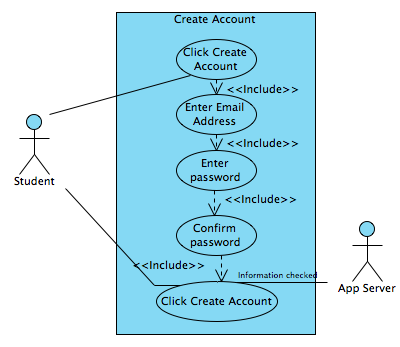 Create Account
Click Create
Account
<<Include>>
Enter Email
Address
<<Include>>
Enter
password
<<Include>>
Confirm
password
<<Include>>
Information checked
Click Create Account
Student
App Server